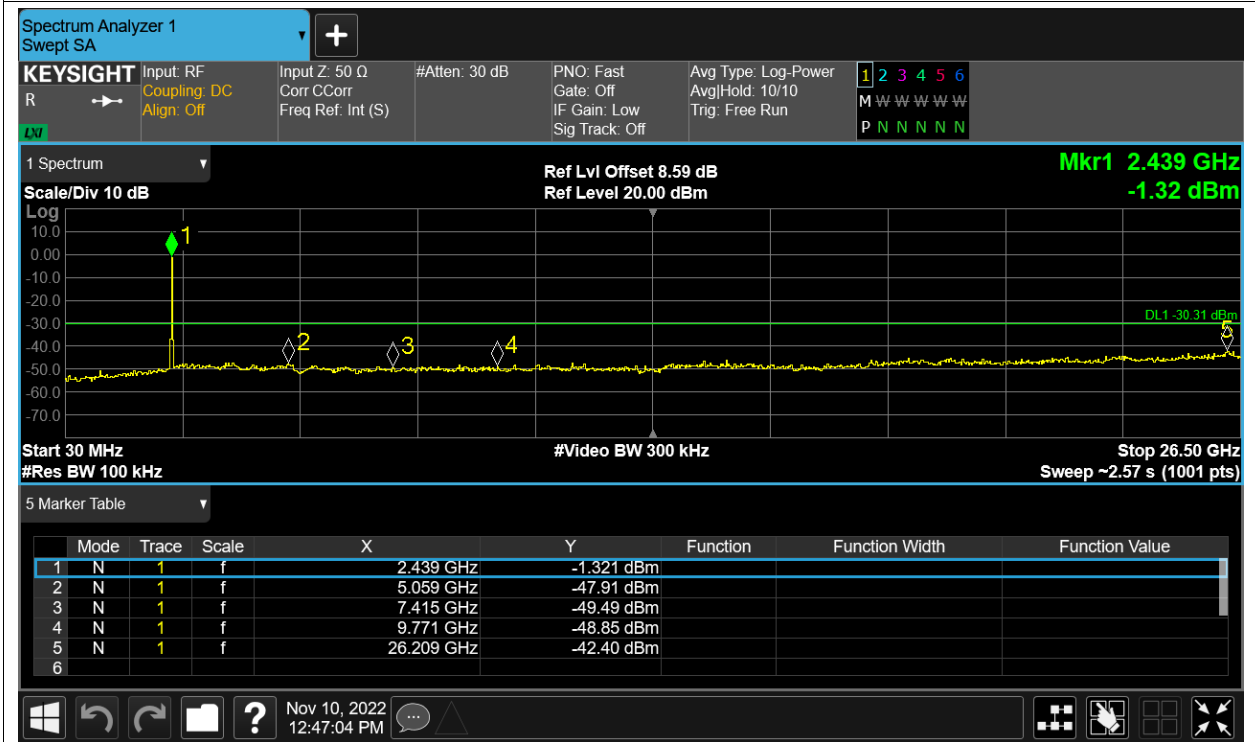 Spectrum Analyzer 1
Swept SA
+
KEYSIGHT
R
LXI
Input: RF
Coupling: DC
Align: Off
Input Z: 50 Ω
Corr CCorr
Freq Ref: Int (S)
#Atten: 30 dB
PNO: Fast
Gate: Off
IF Gain: Low
Sig Track: Off
Avg Type: Log-Power
Avg|Hold: 10/10
Trig: Free Run
1 2 3 4 5 6
M W W W W W
P N N N N N
1 Spectrum
Scale/Div 10 dB
Ref Lvl Offset 8.59 dB
Ref Level 20.00 dBm
Mkr1 2.439 GHz
-1.32 dBm
Log
10.0
0.00
-10.0
-20.0
-30.0
-40.0
-50.0
-60.0
-70.0
1
2
3
4
5
DL1 -30.31 dBm
Start 30 MHz
#Res BW 100 kHz
#Video BW 300 kHz
Stop 26.50 GHz
Sweep ~2.57 s (1001 pts)
5 Marker Table
Mode Trace Scale X Y Function Function Width Function Value
1 N 1 f 2.439 GHz -1.321 dBm
2 N 1 f 5.059 GHz -47.91 dBm
3 N 1 f 7.415 GHz -49.49 dBm
4 N 1 f 9.771 GHz -48.85 dBm
5 N 1 f 26.209 GHz -42.40 dBm
6
?
Nov 10, 2022
12:47:04 PM